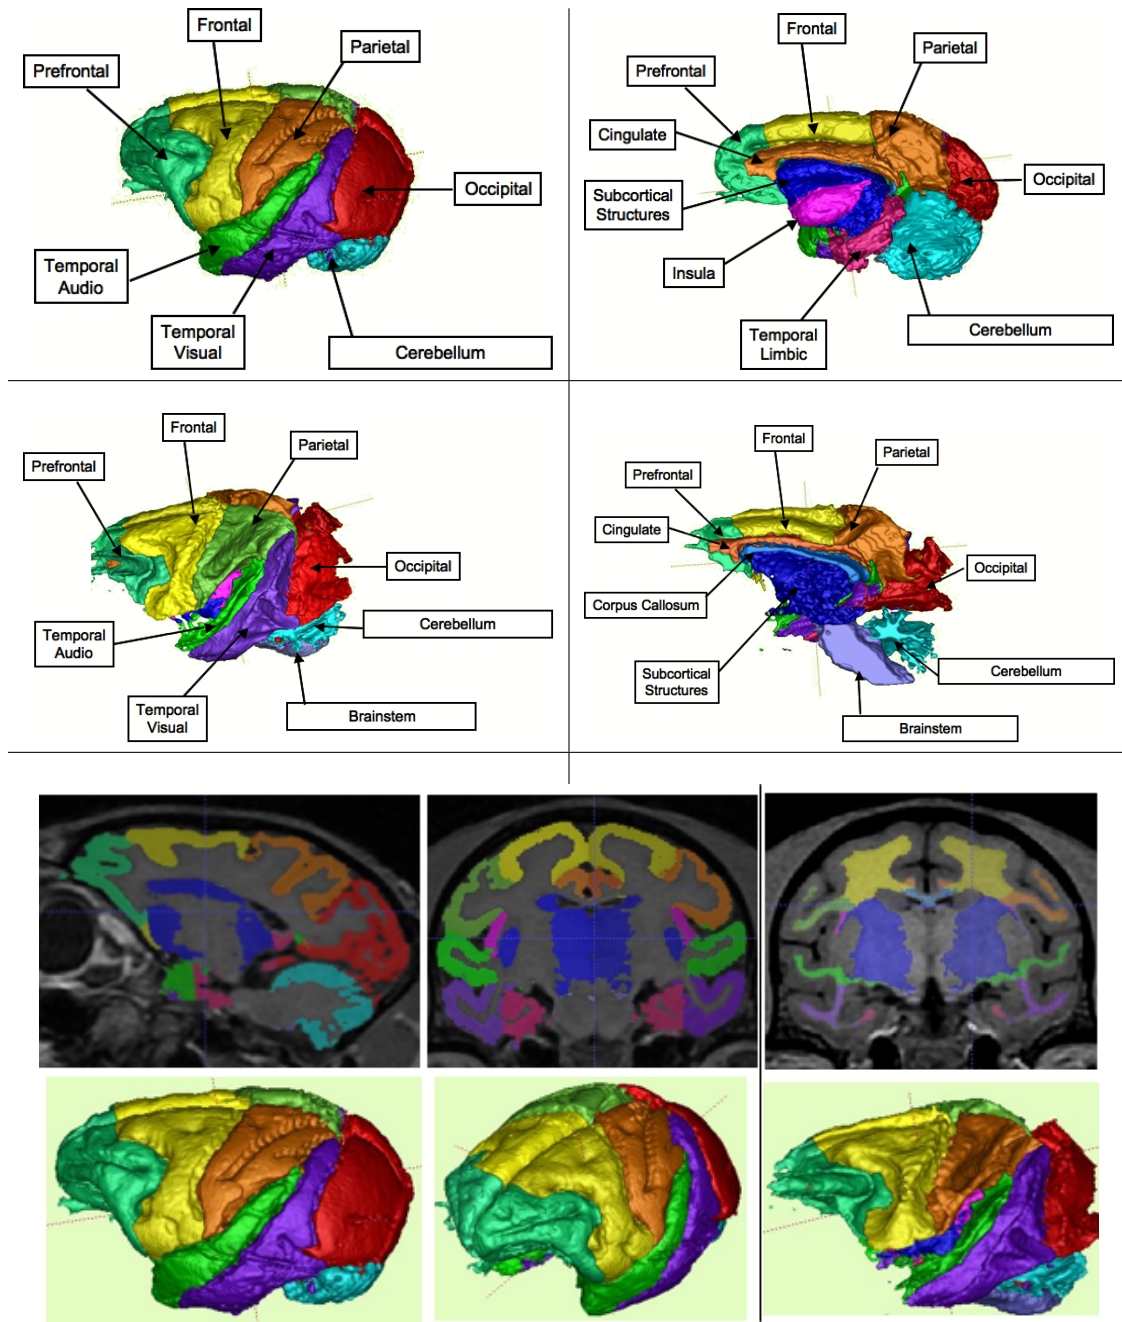 Frontal
Prefrontal
Parietal
Occipital
Temporal
Audio
Temporal
Visual
Cerebellum
Frontal
Parietal
Prefrontal
Cingulate
Subcortical
Structures
Occipital
Insula
Temporal
Limbic
Cerebellum
Frontal
Parietal
Prefrontal
Occipital
Cerebellum
Temporal
Audio
Temporal
Visual
Brainstem
Frontal
Parietal
Prefrontal
Cingulate
Occipital
Corpus Callosum
Subcortical
Structures
Cerebellum
Brainstem